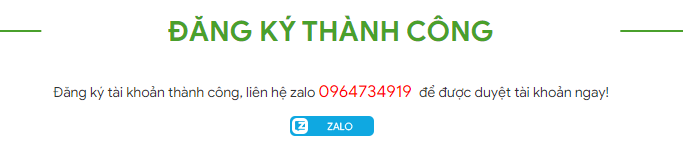 ĐĂNG KÝ THÀNH CÔNG
Đăng ký tài khoản thành công, liên hệ zalo 0964734919 để được duyệt tài khoản ngay!
ZALO